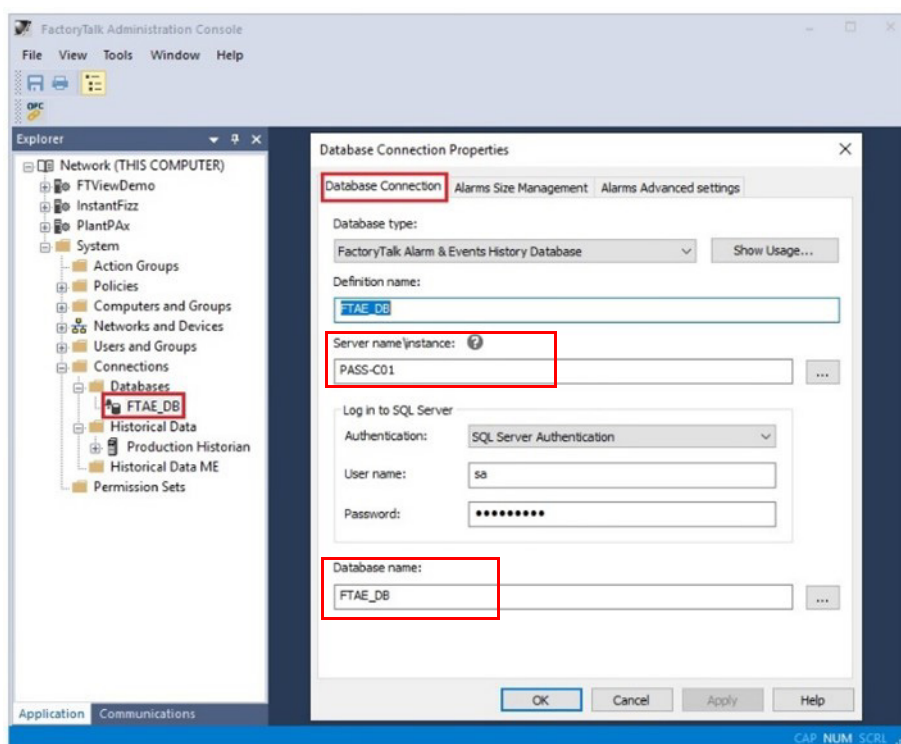 FactoryTalk Administration Console
File View Tools Window Help
OPC
Explorer
Network (THIS COMPUTER)
FTViewDemo
InstantFizz
PlantPAx
System
Action Groups
Policies
Computers and Groups
Networks and Devices
Users and Groups
Connections
Databases
FTAE_DB
Historical Data
Production Historian
Historical Data ME
Permission Sets
Application Communications
Database Connection Properties
Database Connection Alarms Size Management Alarms Advanced settings
Database type:
FactoryTalk Alarm & Events History Database Show Usage...
Definition name:
FTAE_DB
Server name\instance: ?
PASS-C01 ...
Log in to SQL Server
Authentication: SQL Server Authentication
User name: sa
Password: •••••••••
Database name:
FTAE_DB ...
OK Cancel Apply Help
CAP NUM SCRL